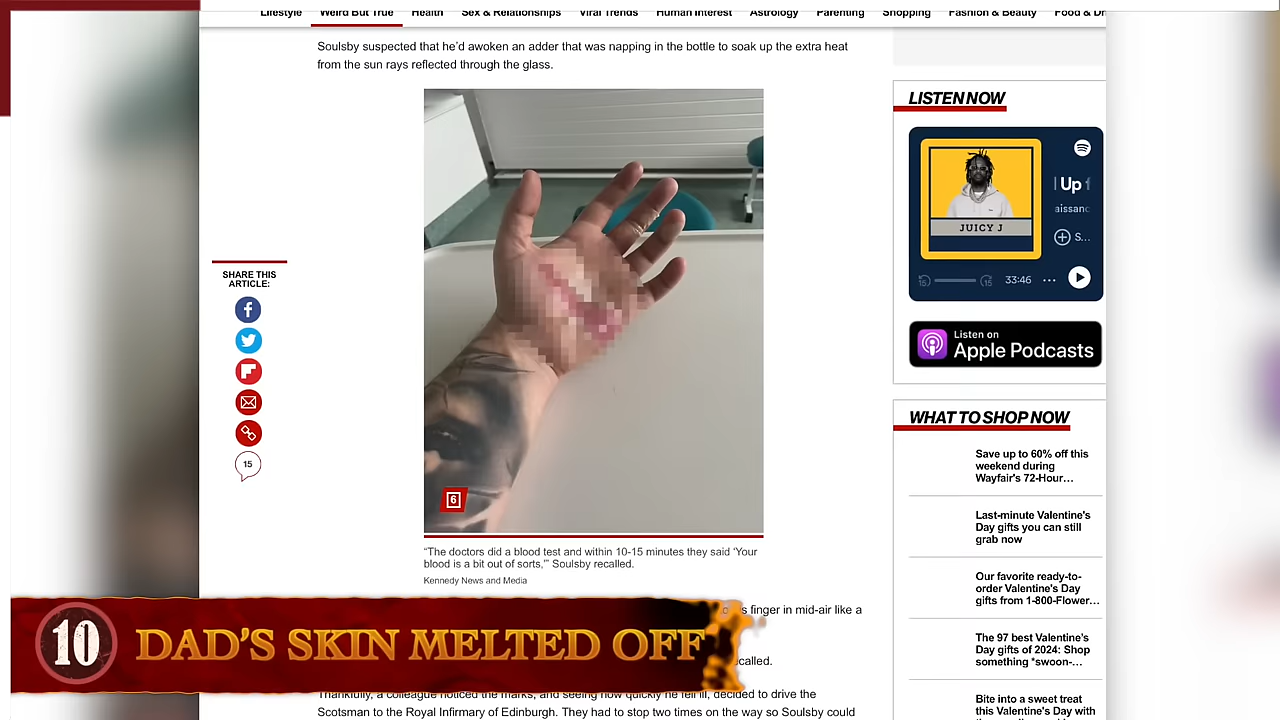 Lifestyle Weird But True Health Sex & Relationships Viral Trends Human Interest Astrology Parenting Shopping Fashion & Beauty Food & Dr
Soulsby suspected that he'd awoken an adder that was napping in the bottle to soak up the extra heat
from the sun rays reflected through the glass.
SHARE THIS
ARTICLE:
15
6
"The doctors did a blood test and within 10-15 minutes they said 'Your
blood is a bit out of sorts,'" Soulsby recalled.
Kennedy News and Media
finger in mid-air like a
called.
Thankfully, a colleague noticed the marks, and seeing how quickly he fell ill, decided to drive the
Scotsman to the Royal Infirmary of Edinburgh. They had to stop two times on the way so Soulsby could
10 DAD'S SKIN MELTED OFF
LISTEN NOW
JUICY J
Up f
aissanc
S...
15 15 33:46
Listen on
Apple Podcasts
WHAT TO SHOP NOW
Save up to 60% off this
weekend during
Wayfair's 72-Hour...
Last-minute Valentine's
Day gifts you can still
grab now
Our favorite ready-to-
order Valentine's Day
gifts from 1-800-Flower...
The 97 best Valentine's
Day gifts of 2024: Shop
something *swoon-...
Bite into a sweet treat
this Valentine's Day with